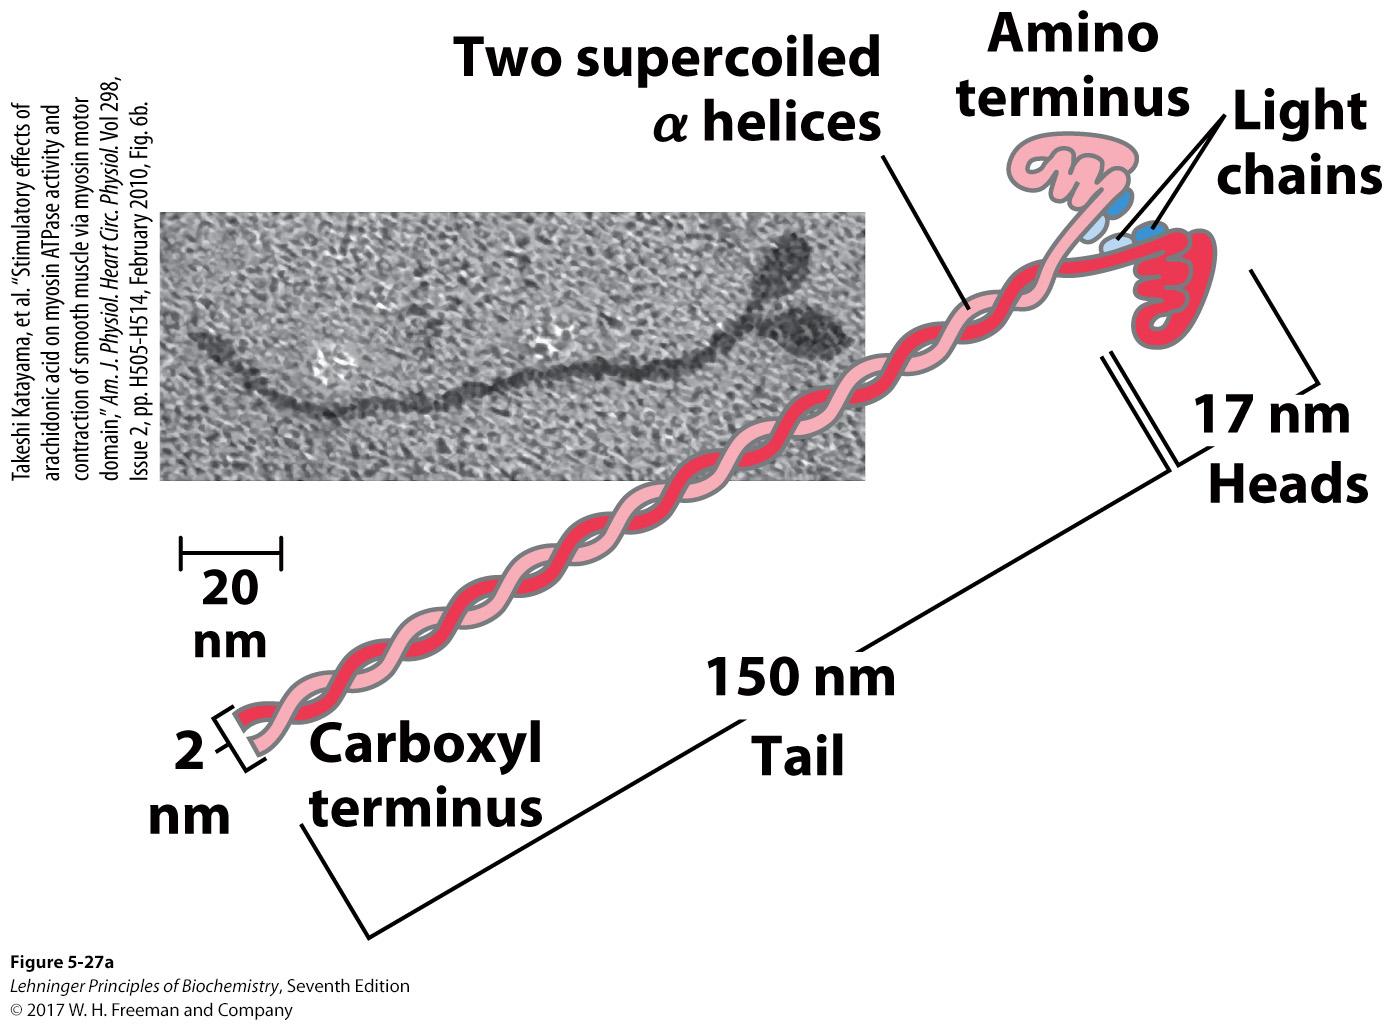 Takeshi Katayama, et al. “Stimulatory effects of
arachidonic acid on myosin ATPase activity and
contraction of smooth muscle via myosin motor
domain,” Am. J. Physiol. Heart Circ. Physiol. Vol 298,
Issue 2, pp. H505-H514, February 2010, Fig. 6b.
Two supercoiled
α helices
Amino
terminus
Light
chains
17 nm
Heads
20
nm
150 nm
Tail
2
nm
Carboxyl
terminus
Figure 5-27a
Lehninger Principles of Biochemistry, Seventh Edition
© 2017 W. H. Freeman and Company